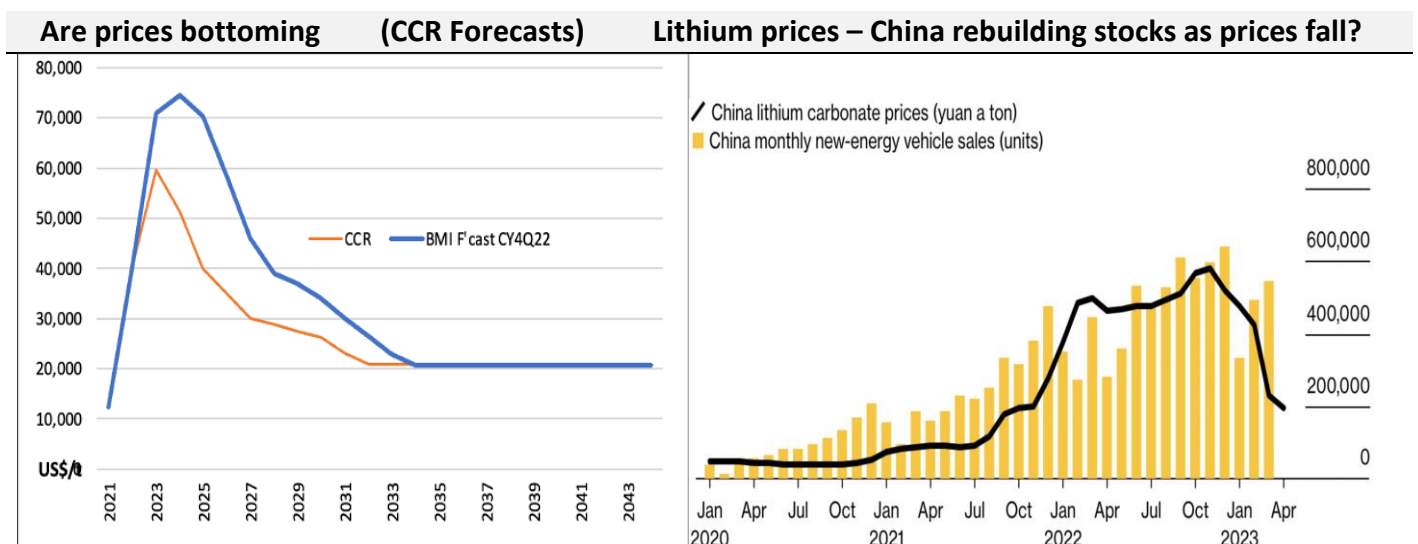 Are prices bottoming (CCR Forecasts) Lithium prices – China rebuilding stocks as prices fall?
80,000
70,000
60,000
50,000
40,000
30,000
20,000
10,000
US$/t
CCR BMI F'cast CY4Q22
2021 2023 2025 2027 2029 2031 2033 2035 2037 2039 2041 2043
China lithium carbonate prices (yuan a ton)
China monthly new-energy vehicle sales (units)
800,000
600,000
400,000
200,000
0
Jan Apr Jul Oct Jan Apr Jul Oct Jan Apr Jul Oct Jan Apr
2020 2021 2022 2023